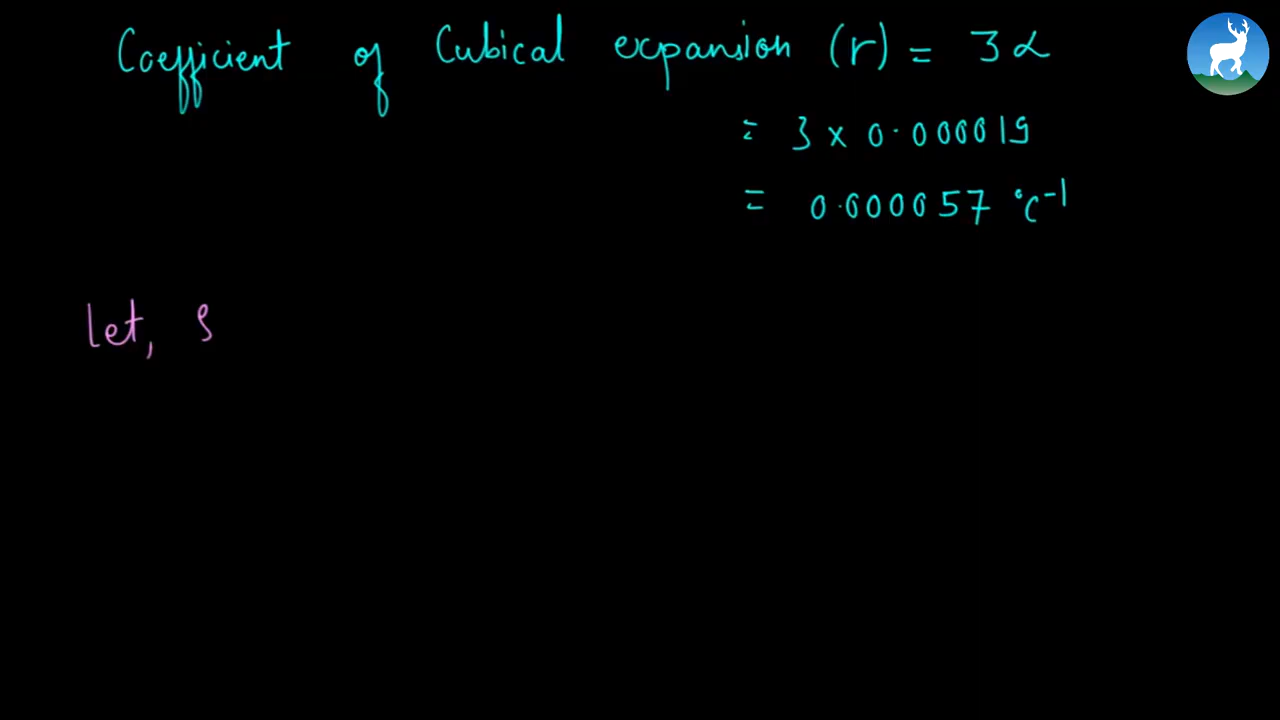 Coefficient of Cubical expansion (r) = 3α
= 3 × 0.000019
= 0.000057 °C⁻¹
let, ρ